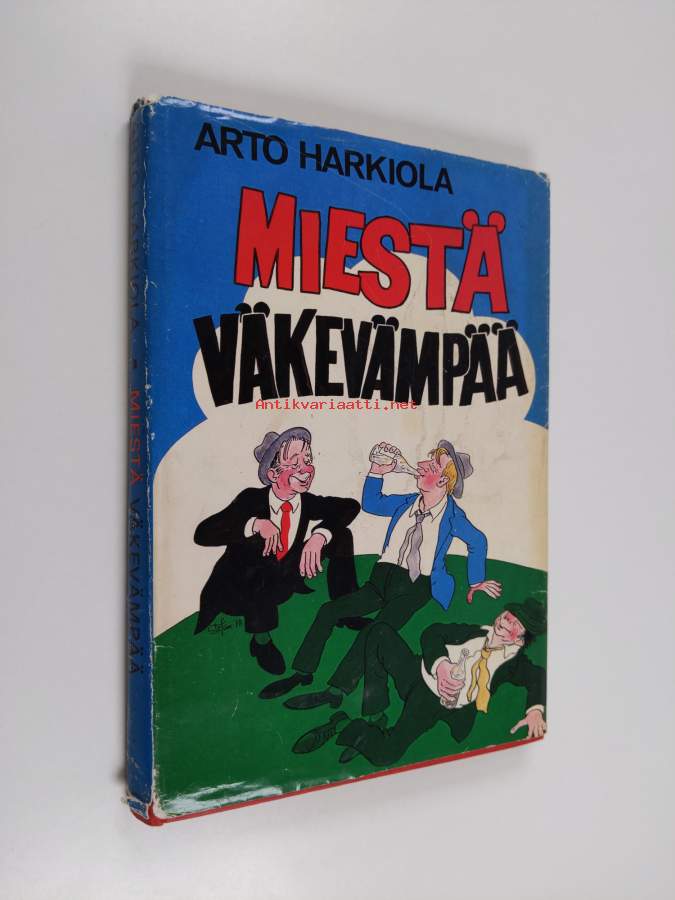 ARTO HARKIOLA
MIESTÄ
VÄKEVÄMPÄÄ
Antikvariaatti.net
ARTO HARKIOLA - MIESTÄ VÄKEVÄMPÄÄ